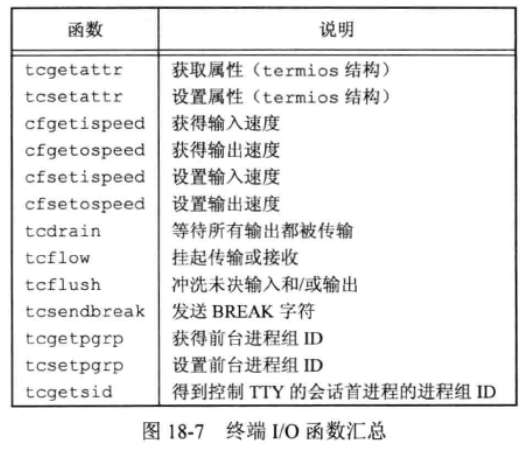 函数 说明
tcgetattr 获取属性（termios 结构）
tcsetattr 设置属性（termios 结构）
cfgetispeed 获得输入速度
cfgetospeed 获得输出速度
cfsetispeed 设置输入速度
cfsetospeed 设置输出速度
tcdrain 等待所有输出都被传输
tcflow 挂起传输或接收
tcflush 冲洗未决输入和/或输出
tcsendbreak 发送 BREAK 字符
tcgetpgrp 获得前台进程组 ID
tcsetpgrp 设置前台进程组 ID
tcgetsid 得到控制 TTY 的会话首进程的进程组 ID
图 18-7 终端 I/O 函数汇总